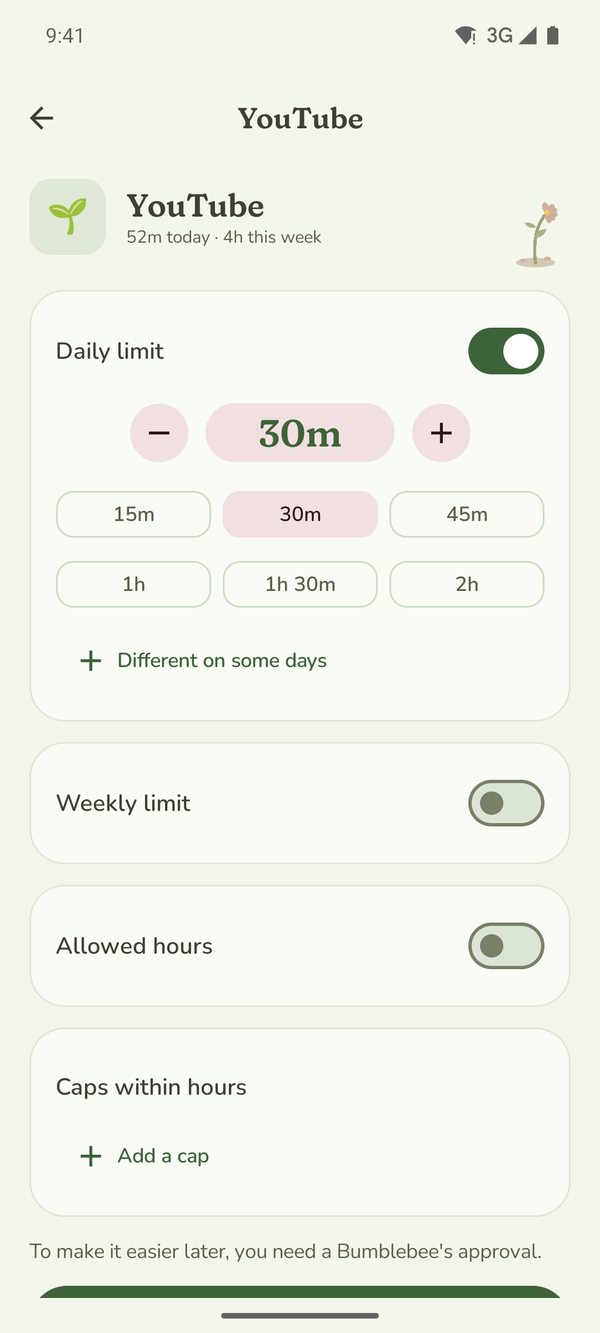 9:41
3G
YouTube
YouTube
52m today · 4h this week
Daily limit
30m
15m
30m
45m
1h
1h 30m
2h
Different on some days
Weekly limit
Allowed hours
Caps within hours
Add a cap
To make it easier later, you need a Bumblebee's approval.